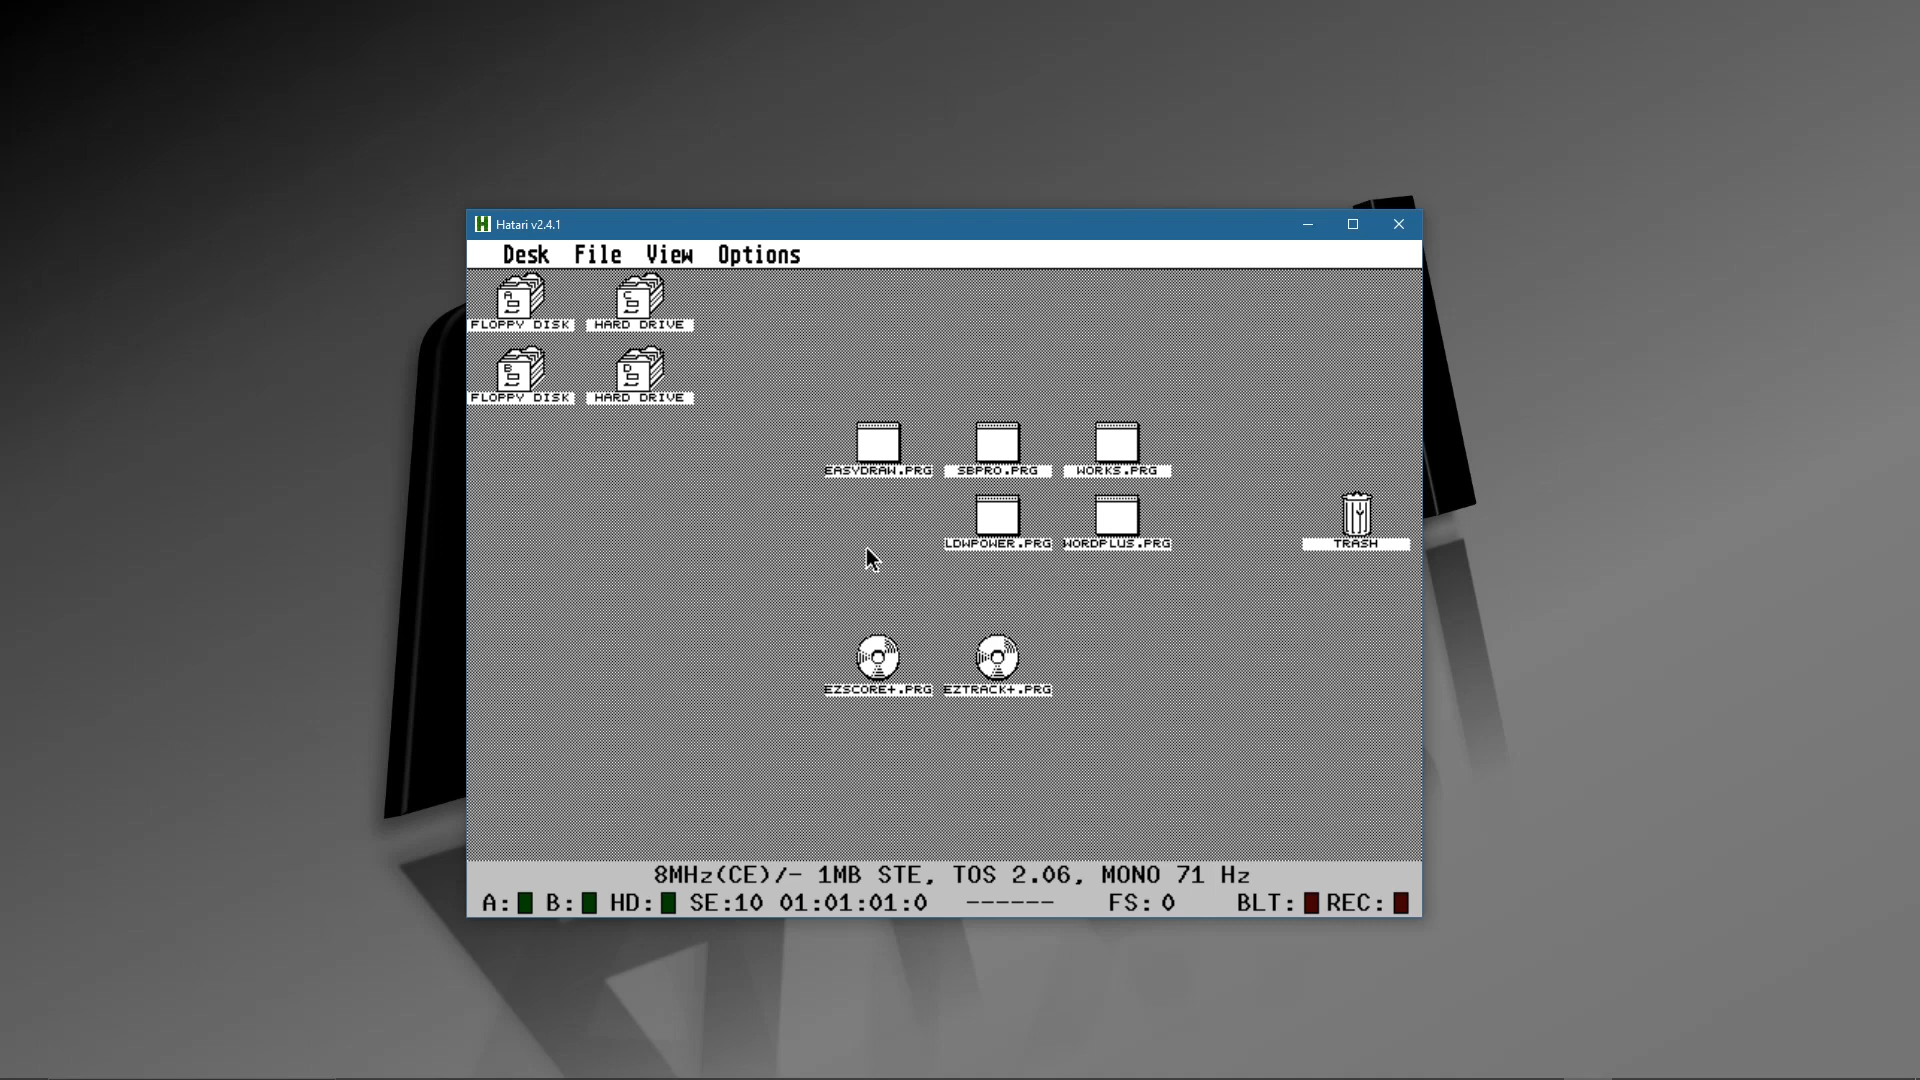 Hatari v2.4.1
Desk File View Options
A C
FLOPPY DISK HARD DRIVE
B D
FLOPPY DISK HARD DRIVE
EASYDRAW.PRG SBPRO.PRG WORKS.PRG
LDWPOWER.PRG WORDPLUS.PRG TRASH
EZSCORE+.PRG EZTRACK+.PRG
8MHz(CE)/- 1MB STE, TOS 2.06, MONO 71 Hz
A: B: HD: SE:10 01:01:01:0 ------ FS: 0 BLT: REC: